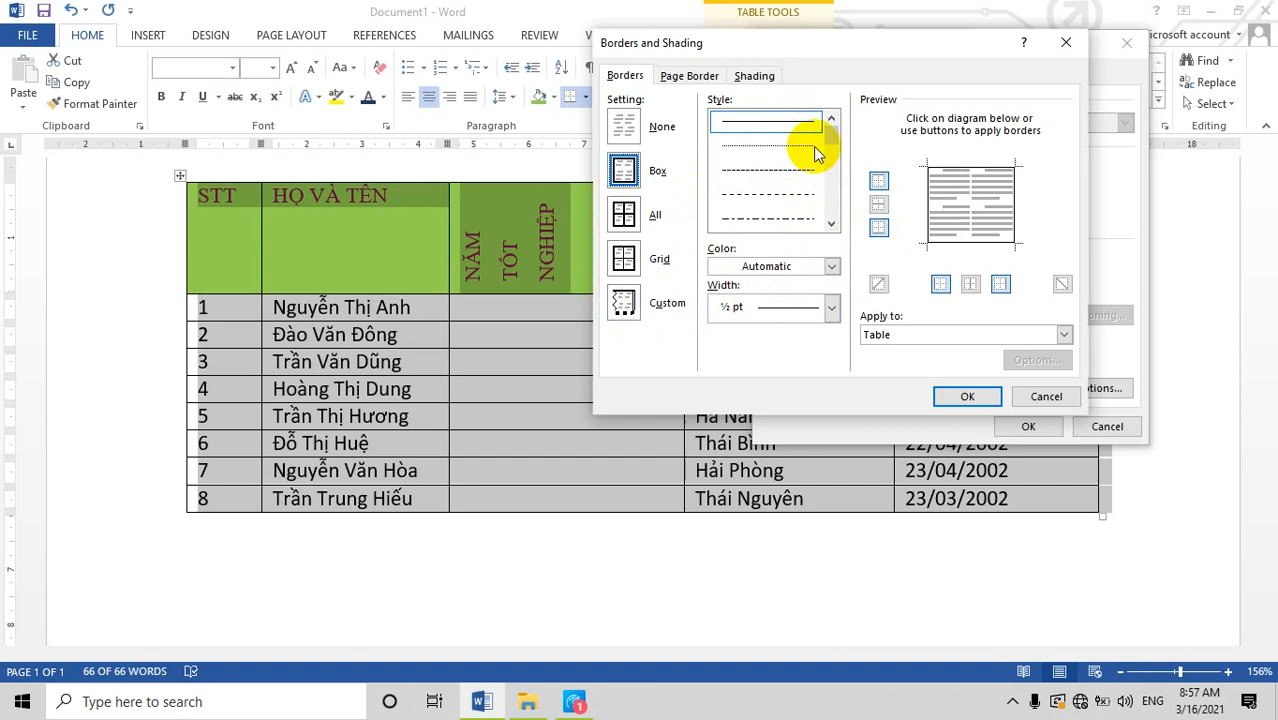 Document1 - Word
TABLE TOOLS
FILE
HOME
INSERT
DESIGN
PAGE LAYOUT
REFERENCES
MAILINGS
REVIEW
Microsoft account
Paste
Cut
Copy
Format Painter
Clipboard
Font
Paragraph
Find
Replace
Select
Editing
Borders and Shading
Borders
Page Border
Shading
Setting:
None
Box
All
Grid
Custom
Style:
Color:
Automatic
Width:
½ pt
Preview
Click on diagram below or
use buttons to apply borders
Apply to:
Table
Options...
OK
Cancel
OK
Cancel
STT
HỌ VÀ TÊN
NĂM
TỐT
NGHIỆP
1 Nguyễn Thị Anh
2 Đào Văn Đông
3 Trần Văn Dũng
4 Hoàng Thị Dung
5 Trần Thị Hương
6 Đỗ Thị Huệ Thái Bình 22/04/2002
7 Nguyễn Văn Hòa Hải Phòng 23/04/2002
8 Trần Trung Hiếu Thái Nguyên 23/03/2002
PAGE 1 OF 1
66 OF 66 WORDS
156%
Type here to search
ENG
8:57 AM
3/16/2021